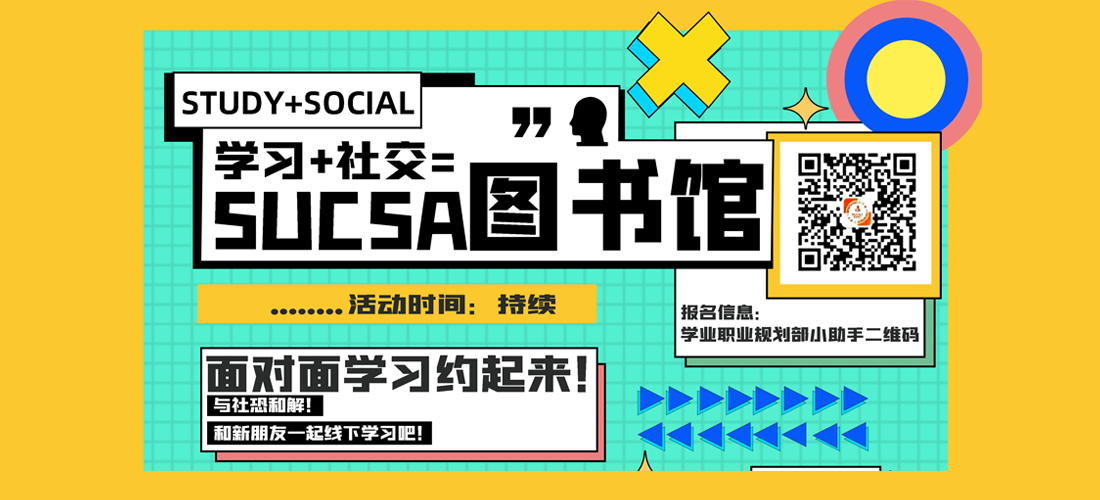 STUDY+SOCIAL
学习+社交=
SUCSA图书馆
........活动时间：持续
面对面学习约起来！
与社恐和解！
和新朋友一起线下学习吧！
报名信息：
学业职业规划部小助手二维码